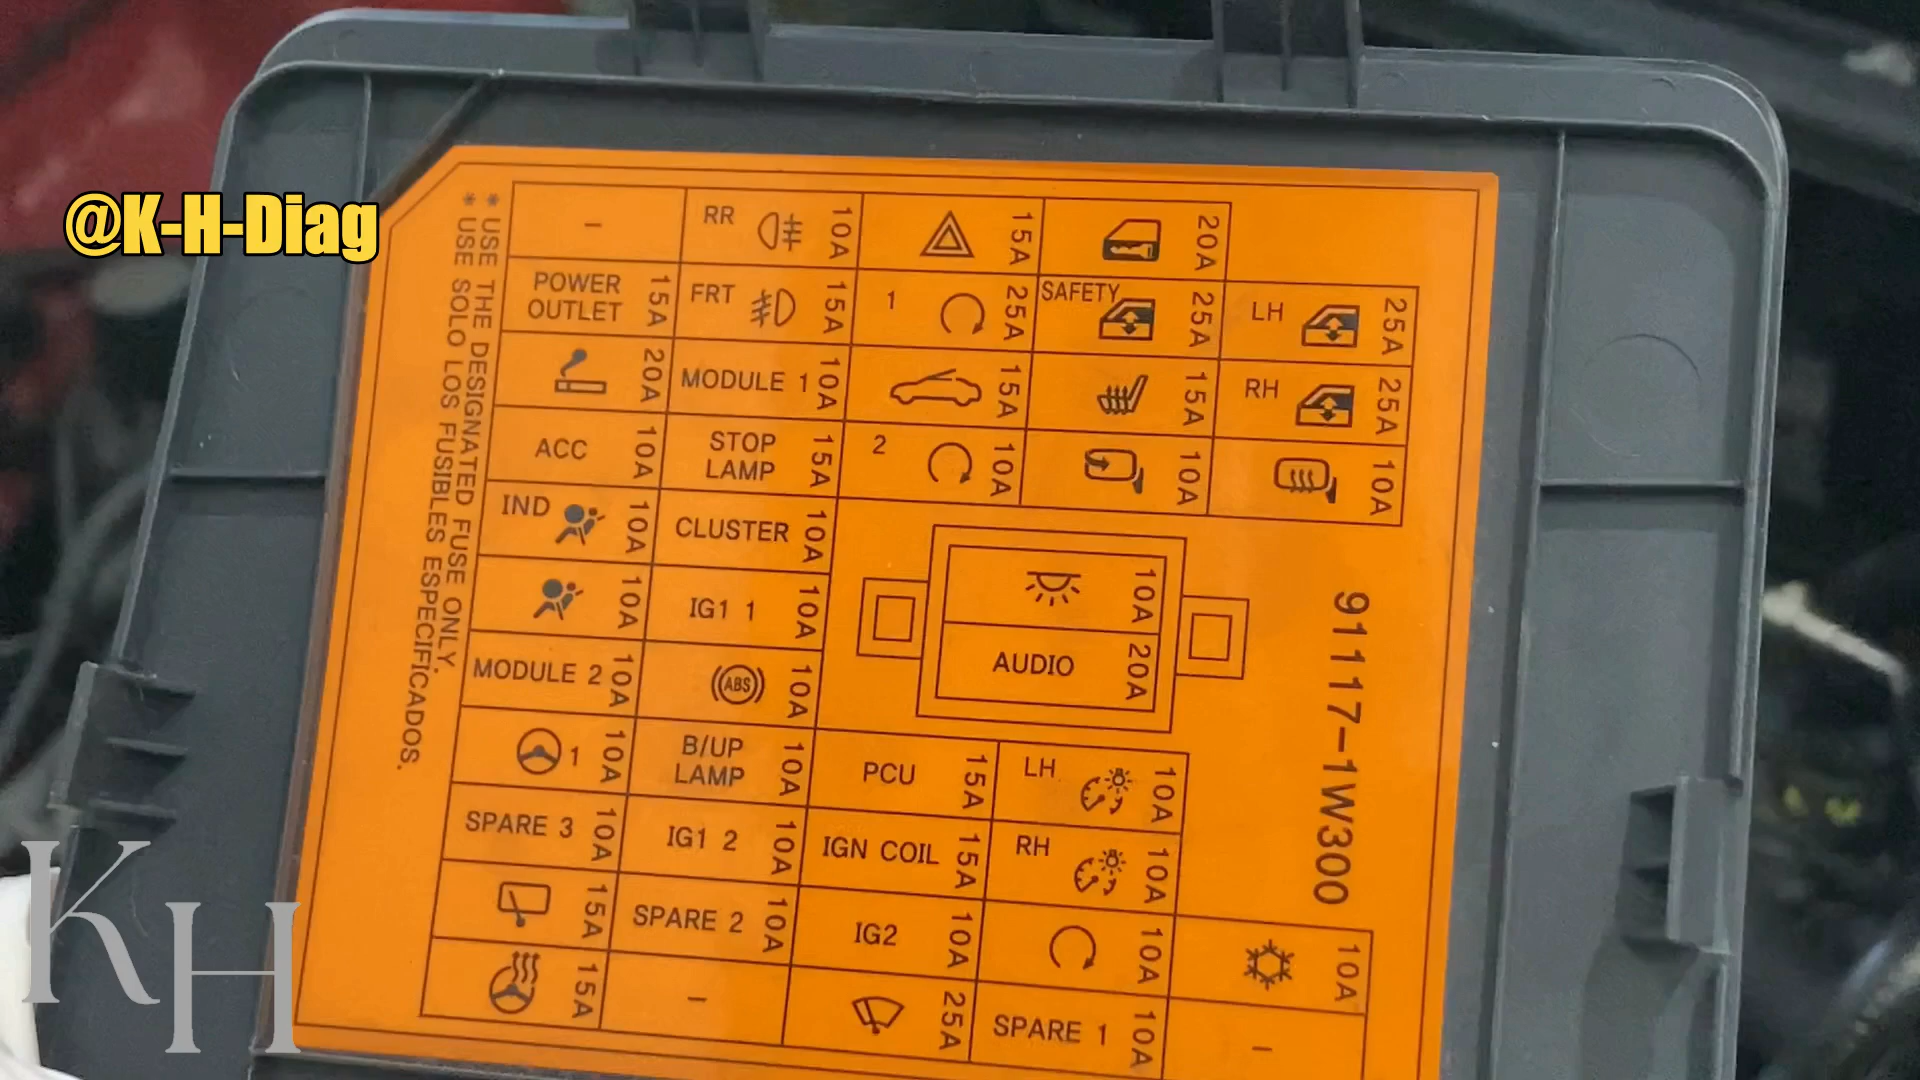 @K-H-Diag
* USE THE DESIGNATED FUSE ONLY.
* USE SOLO LOS FUSIBLES ESPECIFICADOS.
-
RR 10A
15A
20A
POWER
OUTLET 15A
FRT 15A
1 25A
SAFETY 25A
LH 25A
20A
MODULE 1 10A
15A
15A
RH 25A
ACC 10A
STOP
LAMP 15A
2 10A
10A
10A
IND 10A
CLUSTER 10A
10A
10A
IG1 1 10A
AUDIO 20A
91117-1W300
MODULE 2 10A
ABS 10A
1 10A
B/UP
LAMP 10A
PCU 15A
LH 10A
SPARE 3 10A
IG1 2 10A
IGN COIL 15A
RH 10A
15A
SPARE 2 10A
IG2 10A
10A
10A
15A
-
25A
SPARE 1 10A
-
KH